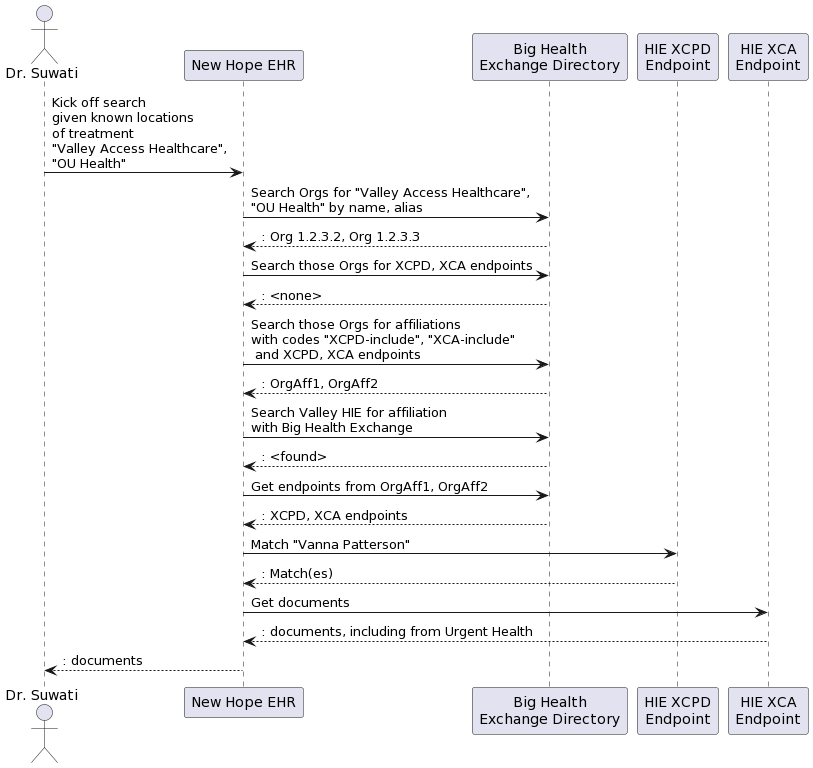 Dr. Suwati
New Hope EHR
Big Health
Exchange Directory
HIE XCPD
Endpoint
HIE XCA
Endpoint
Kick off search
given known locations
of treatment
"Valley Access Healthcare",
"OU Health"
Search Orgs for "Valley Access Healthcare",
"OU Health" by name, alias
: Org 1.2.3.2, Org 1.2.3.3
Search those Orgs for XCPD, XCA endpoints
: <none>
Search those Orgs for affiliations
with codes "XCPD-include", "XCA-include"
and XCPD, XCA endpoints
: OrgAff1, OrgAff2
Search Valley HIE for affiliation
with Big Health Exchange
: <found>
Get endpoints from OrgAff1, OrgAff2
: XCPD, XCA endpoints
Match "Vanna Patterson"
: Match(es)
Get documents
: documents, including from Urgent Health
: documents
Dr. Suwati
New Hope EHR
Big Health
Exchange Directory
HIE XCPD
Endpoint
HIE XCA
Endpoint